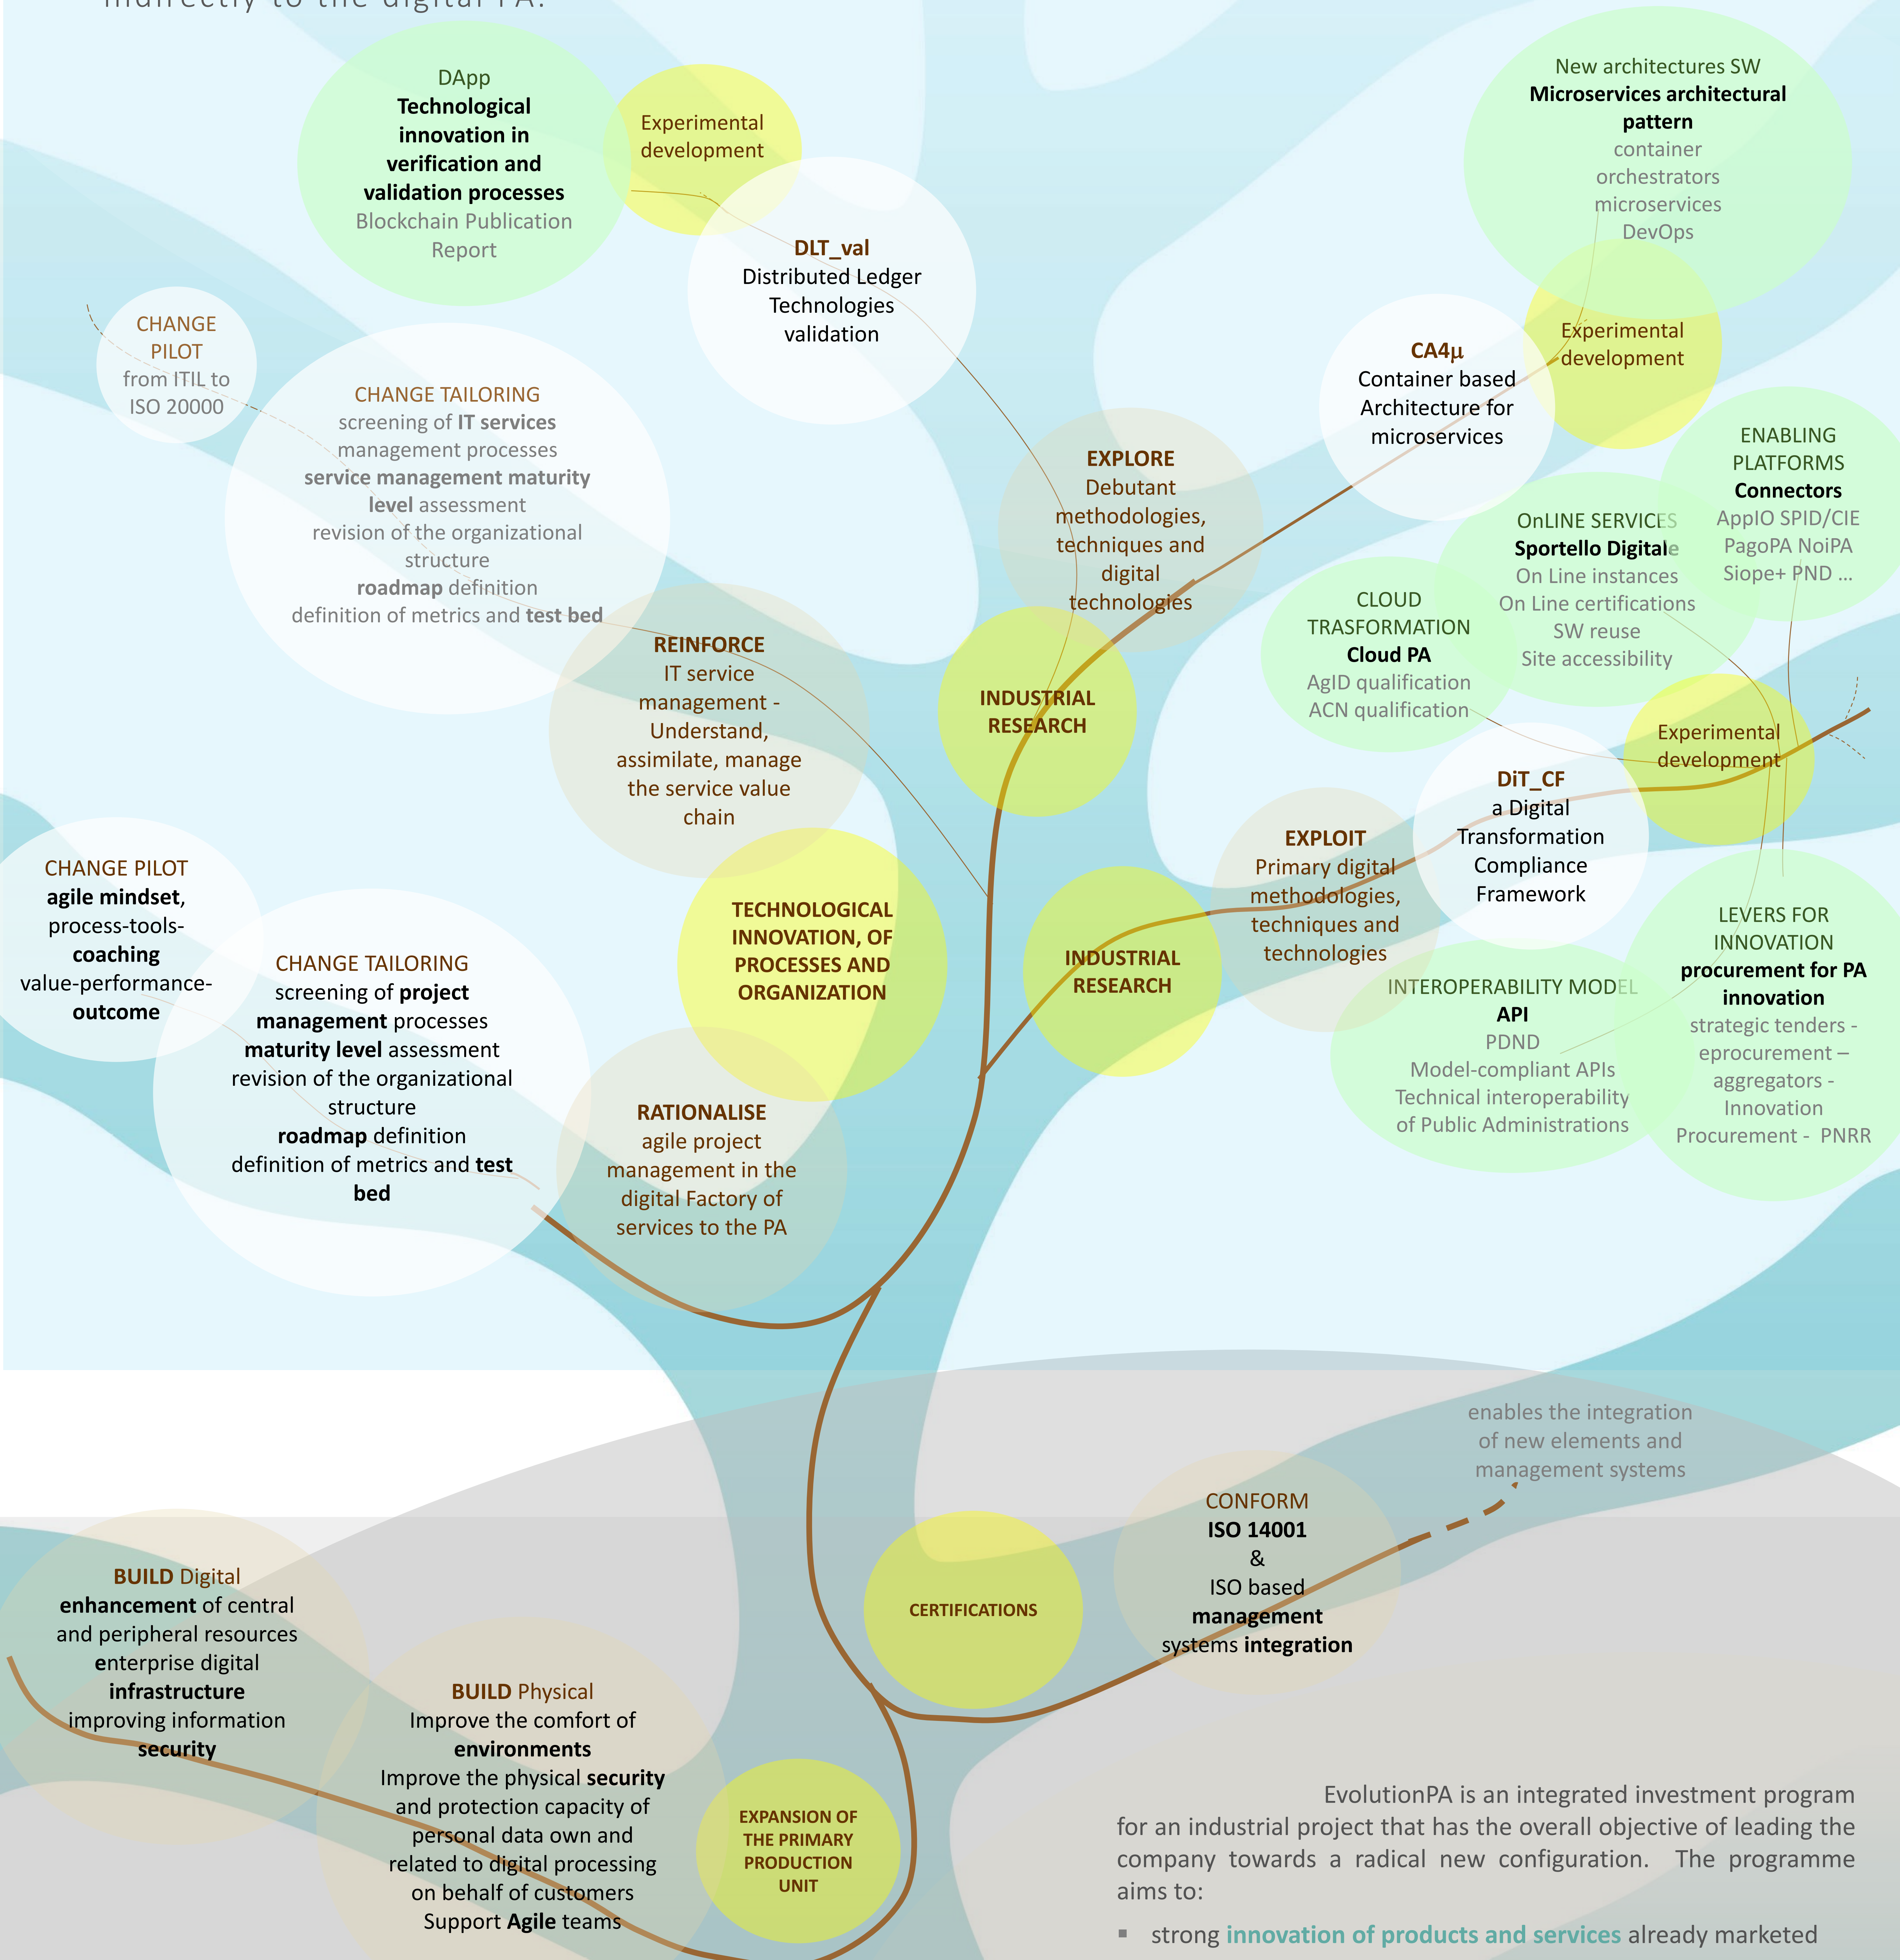 indirectly to the digital PA.
DApp
Technological
innovation in
verification and
validation processes
Blockchain Publication
Report
Experimental
development
DLT_val
Distributed Ledger
Technologies
validation
New architectures SW
Microservices architectural
pattern
container
orchestrators
microservices
DevOps
Experimental
development
CA4μ
Container based
Architecture for
microservices
CHANGE
PILOT
from ITIL to
ISO 20000
CHANGE TAILORING
screening of IT services
management processes
service management maturity
level assessment
revision of the organizational
structure
roadmap definition
definition of metrics and test bed
EXPLORE
Debutant
methodologies,
techniques and
digital
technologies
ENABLING
PLATFORMS
Connectors
AppIO SPID/CIE
PagoPA NoiPA
Siope+ PND ...
OnLINE SERVICES
Sportello Digitale
On Line instances
On Line certifications
SW reuse
Site accessibility
CLOUD
TRASFORMATION
Cloud PA
AgID qualification
ACN qualification
REINFORCE
IT service
management -
Understand,
assimilate, manage
the service value
chain
INDUSTRIAL
RESEARCH
Experimental
development
DiT_CF
a Digital
Transformation
Compliance
Framework
EXPLOIT
Primary digital
methodologies,
techniques and
technologies
CHANGE PILOT
agile mindset,
process-tools-
coaching
value-performance-
outcome
TECHNOLOGICAL
INNOVATION, OF
PROCESSES AND
ORGANIZATION
INDUSTRIAL
RESEARCH
LEVERS FOR
INNOVATION
procurement for PA
innovation
strategic tenders -
eprocurement –
aggregators -
Innovation
Procurement - PNRR
INTEROPERABILITY MODEL
API
PDND
Model-compliant APIs
Technical interoperability
of Public Administrations
CHANGE TAILORING
screening of project
management processes
maturity level assessment
revision of the organizational
structure
roadmap definition
definition of metrics and test
bed
RATIONALISE
agile project
management in the
digital Factory of
services to the PA
enables the integration
of new elements and
management systems
CONFORM
ISO 14001
&
ISO based
management
systems integration
CERTIFICATIONS
BUILD Digital
enhancement of central
and peripheral resources
enterprise digital
infrastructure
improving information
security
BUILD Physical
Improve the comfort of
environments
Improve the physical security
and protection capacity of
personal data own and
related to digital processing
on behalf of customers
Support Agile teams
EXPANSION OF
THE PRIMARY
PRODUCTION
UNIT
EvolutionPA is an integrated investment program
for an industrial project that has the overall objective of leading the
company towards a radical new configuration. The programme
aims to:
▪ strong innovation of products and services already marketed